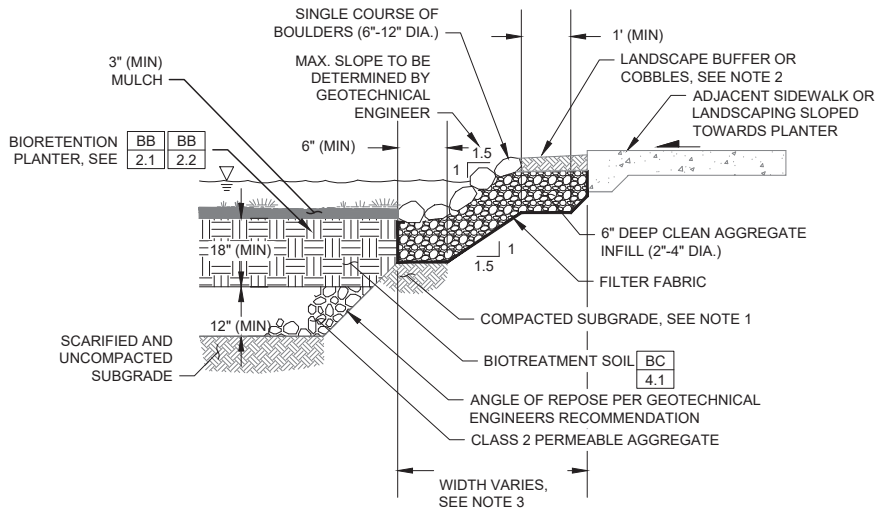 SINGLE COURSE OF
BOULDERS (6"-12" DIA.)
1' (MIN)
3" (MIN)
MULCH
MAX. SLOPE TO BE
DETERMINED BY
GEOTECHNICAL
ENGINEER
LANDSCAPE BUFFER OR
COBBLES, SEE NOTE 2
ADJACENT SIDEWALK OR
LANDSCAPING SLOPED
TOWARDS PLANTER
BIORETENTION
PLANTER, SEE
BB
2.1
BB
2.2
6" (MIN)
1.5
1
18" (MIN)
1
1.5
6" DEEP CLEAN AGGREGATE
INFILL (2"-4" DIA.)
FILTER FABRIC
12" (MIN)
COMPACTED SUBGRADE, SEE NOTE 1
SCARIFIED AND
UNCOMPACTED
SUBGRADE
BIOTREATMENT SOIL
BC
4.1
ANGLE OF REPOSE PER GEOTECHNICAL
ENGINEERS RECOMMENDATION
CLASS 2 PERMEABLE AGGREGATE
WIDTH VARIES,
SEE NOTE 3